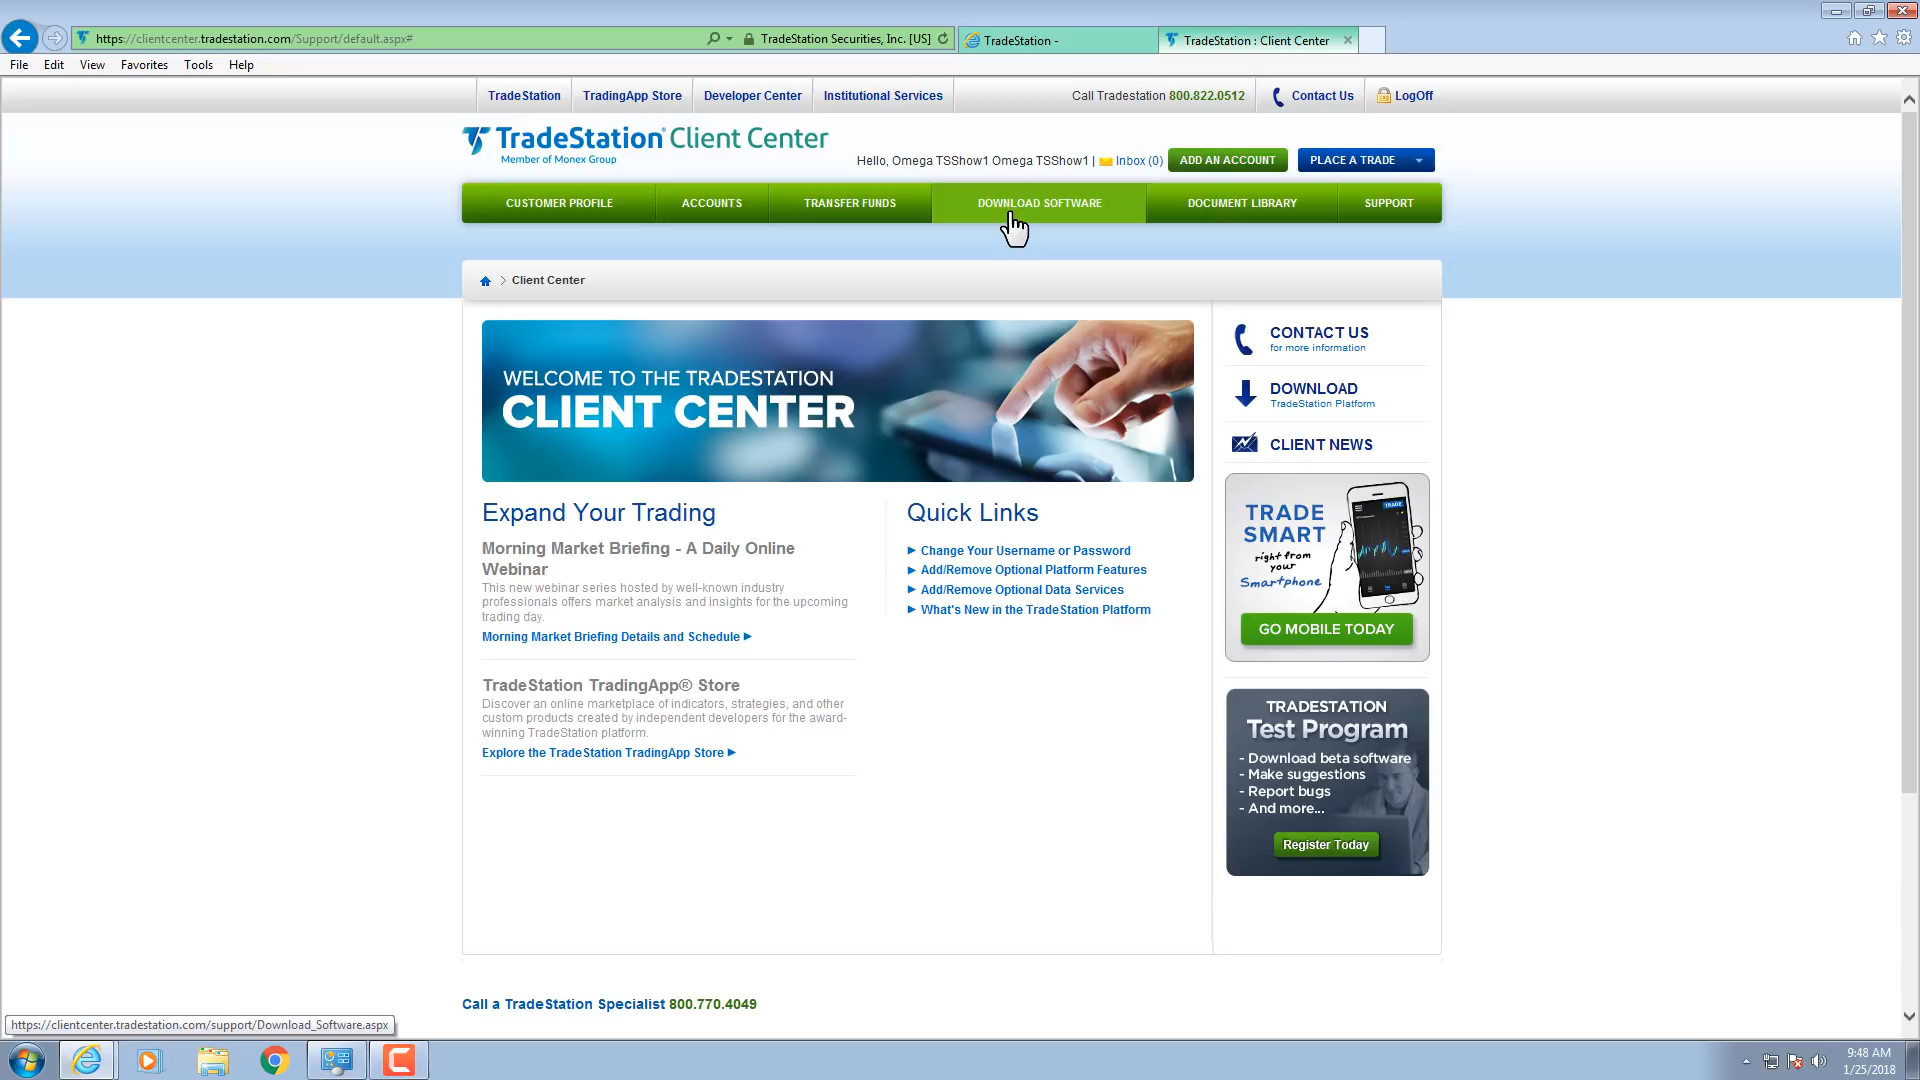 https://clientcenter.tradestation.com/Support/default.aspx#
TradeStation Securities, Inc. [US]
TradeStation -
TradeStation : Client Center
File Edit View Favorites Tools Help
TradeStation TradingApp Store Developer Center Institutional Services
Call Tradestation 800.822.0512
Contact Us
LogOff
TradeStation® Client Center
Member of Monex Group
Hello, Omega TSShow1 Omega TSShow1 | Inbox (0)
ADD AN ACCOUNT
PLACE A TRADE
CUSTOMER PROFILE ACCOUNTS TRANSFER FUNDS DOWNLOAD SOFTWARE DOCUMENT LIBRARY SUPPORT
Client Center
WELCOME TO THE TRADESTATION
CLIENT CENTER
Expand Your Trading
Morning Market Briefing - A Daily Online
Webinar
This new webinar series hosted by well-known industry
professionals offers market analysis and insights for the upcoming
trading day.
Morning Market Briefing Details and Schedule
TradeStation TradingApp® Store
Discover an online marketplace of indicators, strategies, and other
custom products created by independent developers for the award-
winning TradeStation platform.
Explore the TradeStation TradingApp Store
Quick Links
Change Your Username or Password
Add/Remove Optional Platform Features
Add/Remove Optional Data Services
What's New in the TradeStation Platform
CONTACT US
for more information
DOWNLOAD
TradeStation Platform
CLIENT NEWS
TRADE
SMART
right from
your
Smartphone
TRADE
GO MOBILE TODAY
TRADESTATION
Test Program
- Download beta software
- Make suggestions
- Report bugs
- And more...
Register Today
Call a TradeStation Specialist 800.770.4049
https://clientcenter.tradestation.com/support/Download_Software.aspx
9:48 AM
1/25/2018